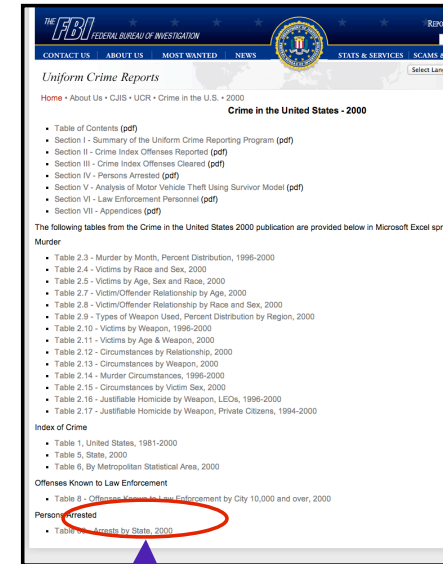 THE FBI FEDERAL BUREAU OF INVESTIGATION
CONTACT US | ABOUT US | MOST WANTED | NEWS | STATS & SERVICES | SCAMS &
Select Lang
Uniform Crime Reports
Home • About Us • CJIS • UCR • Crime in the U.S. • 2000
Crime in the United States - 2000
Table of Contents (pdf)
Section I - Summary of the Uniform Crime Reporting Program (pdf)
Section II - Crime Index Offenses Reported (pdf)
Section III - Crime Index Offenses Cleared (pdf)
Section IV - Persons Arrested (pdf)
Section V - Analysis of Motor Vehicle Theft Using Survivor Model (pdf)
Section VI - Law Enforcement Personnel (pdf)
Section VII - Appendices (pdf)
The following tables from the Crime in the United States 2000 publication are provided below in Microsoft Excel spr
Murder
Table 2.3 - Murder by Month, Percent Distribution, 1996-2000
Table 2.4 - Victims by Race and Sex, 2000
Table 2.5 - Victims by Age, Sex and Race, 2000
Table 2.7 - Victim/Offender Relationship by Age, 2000
Table 2.8 - Victim/Offender Relationship by Race and Sex, 2000
Table 2.9 - Types of Weapon Used, Percent Distribution by Region, 2000
Table 2.10 - Victims by Weapon, 1996-2000
Table 2.11 - Victims by Age & Weapon, 2000
Table 2.12 - Circumstances by Relationship, 2000
Table 2.13 - Circumstances by Weapon, 2000
Table 2.14 - Murder Circumstances, 1996-2000
Table 2.15 - Circumstances by Victim Sex, 2000
Table 2.16 - Justifiable Homicide by Weapon, LEOs, 1996-2000
Table 2.17 - Justifiable Homicide by Weapon, Private Citizens, 1994-2000
Index of Crime
Table 1, United States, 1981-2000
Table 5, State, 2000
Table 6, By Metropolitan Statistical Area, 2000
Offenses Known to Law Enforcement
Table 8 - Offenses Known to Law Enforcement by City 10,000 and over, 2000
Persons Arrested
Table - Arrests by State, 2000